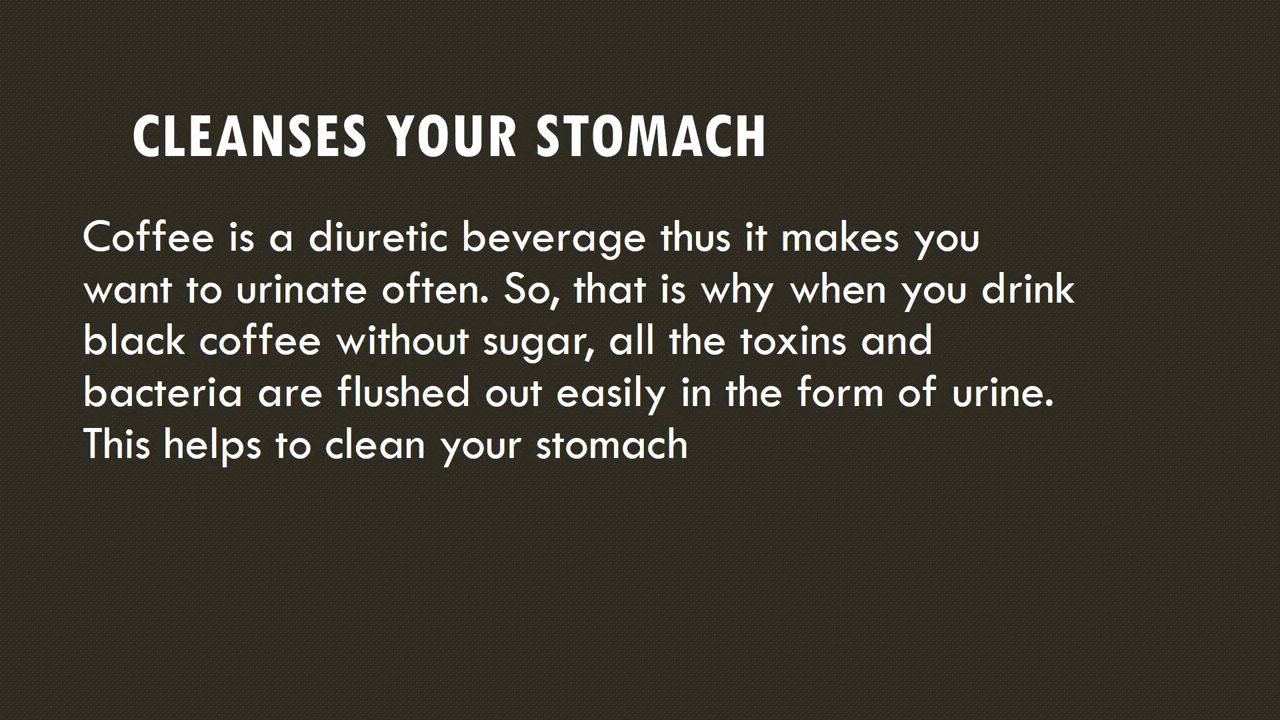 CLEANSES YOUR STOMACH
Coffee is a diuretic beverage thus it makes you
want to urinate often. So, that is why when you drink
black coffee without sugar, all the toxins and
bacteria are flushed out easily in the form of urine.
This helps to clean your stomach